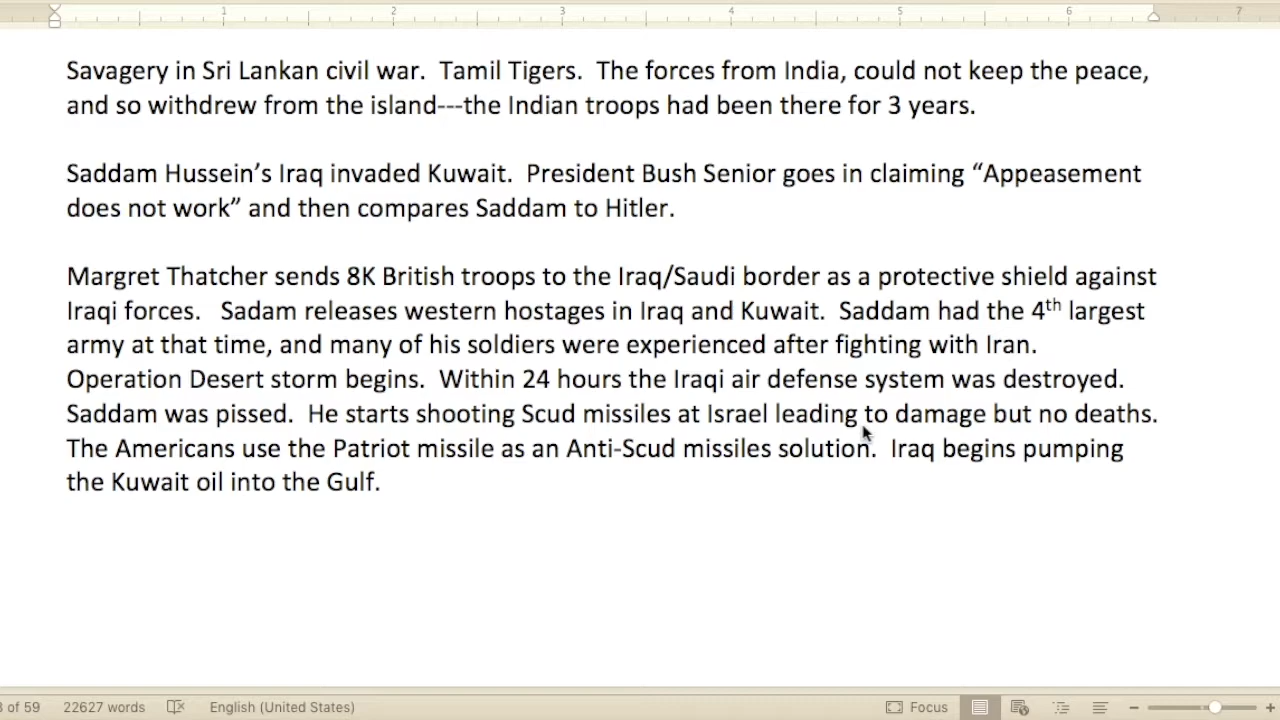 1 2 3 4 5 6 7
Savagery in Sri Lankan civil war.  Tamil Tigers.  The forces from India, could not keep the peace,
and so withdrew from the island---the Indian troops had been there for 3 years.
Saddam Hussein’s Iraq invaded Kuwait.  President Bush Senior goes in claiming “Appeasement
does not work” and then compares Saddam to Hitler.
Margret Thatcher sends 8K British troops to the Iraq/Saudi border as a protective shield against
Iraqi forces.   Sadam releases western hostages in Iraq and Kuwait.  Saddam had the 4th largest
army at that time, and many of his soldiers were experienced after fighting with Iran.
Operation Desert storm begins.  Within 24 hours the Iraqi air defense system was destroyed.
Saddam was pissed.  He starts shooting Scud missiles at Israel leading to damage but no deaths.
The Americans use the Patriot missile as an Anti-Scud missiles solution.  Iraq begins pumping
the Kuwait oil into the Gulf.
of 59 22627 words English (United States) Focus